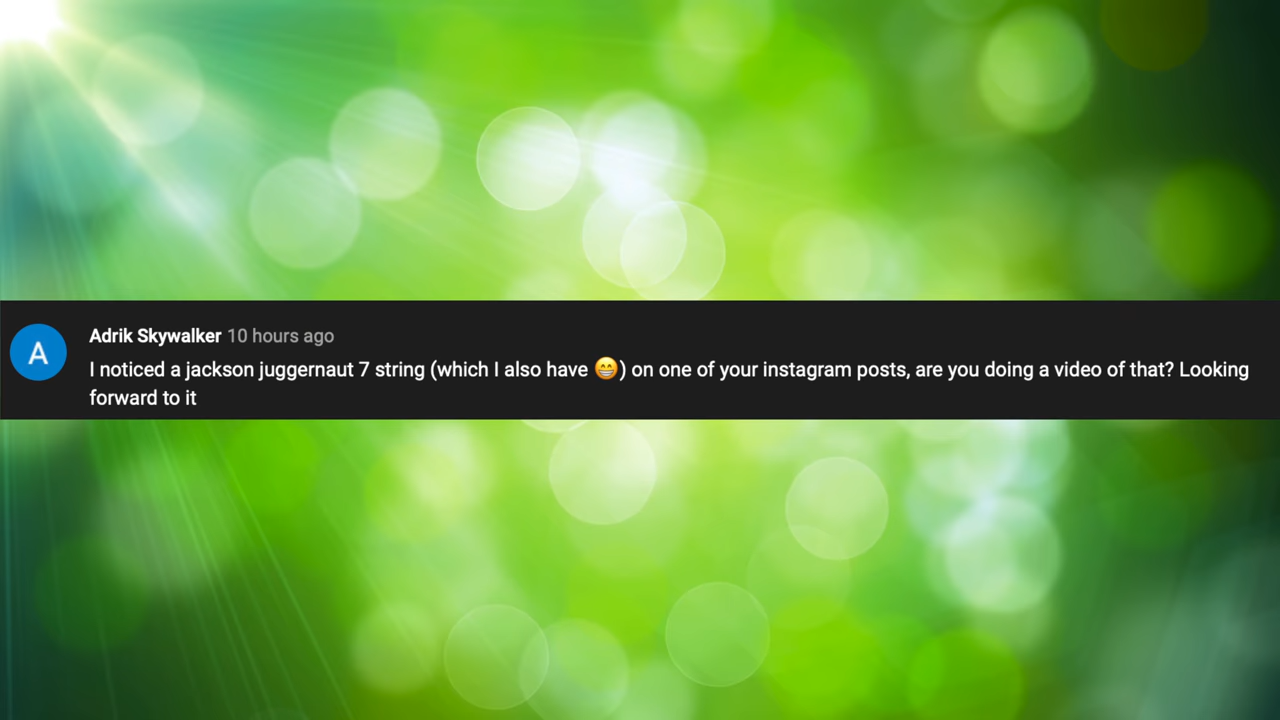 A
Adrik Skywalker 10 hours ago
I noticed a jackson juggernaut 7 string (which I also have 😁) on one of your instagram posts, are you doing a video of that? Looking
forward to it